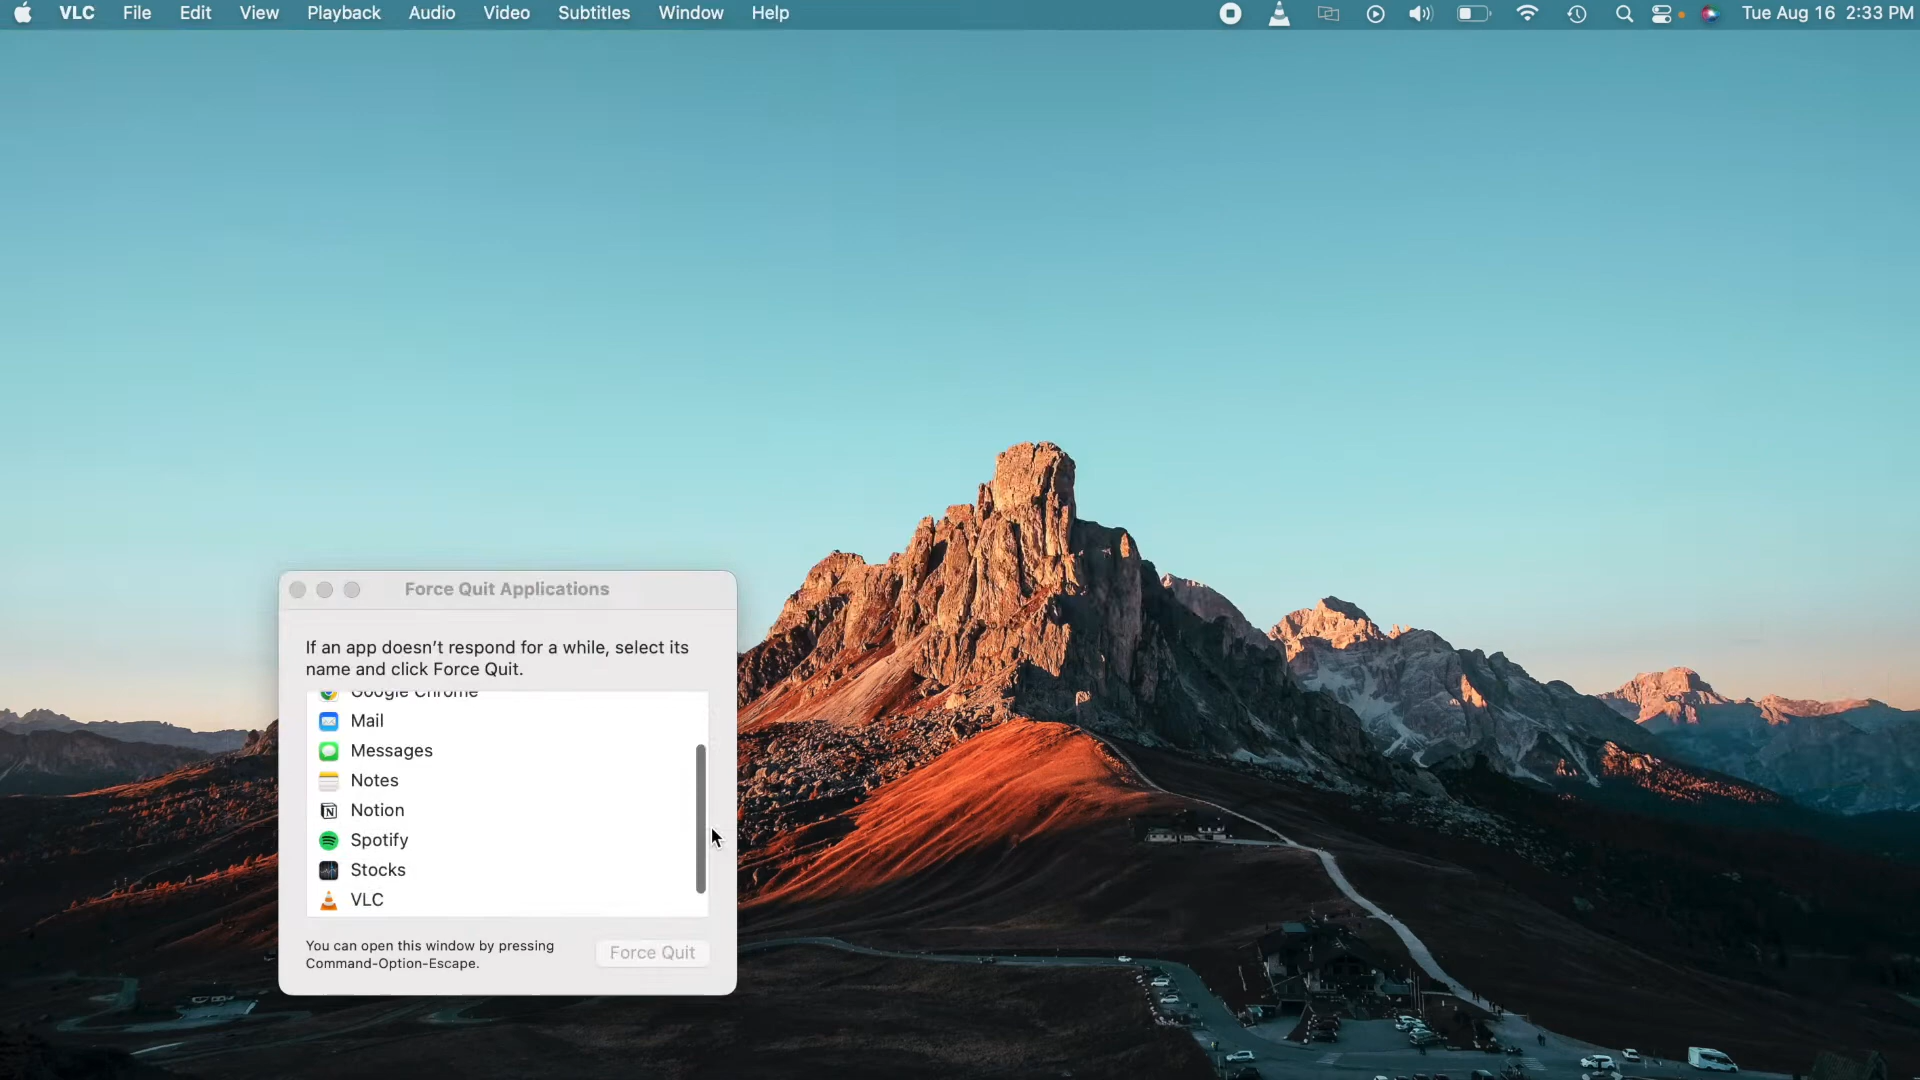 VLC File Edit View Playback Audio Video Subtitles Window Help Tue Aug 16 2:33 PM
Force Quit Applications
If an app doesn't respond for a while, select its
name and click Force Quit.
Google Chrome
Mail
Messages
Notes
Notion
Spotify
Stocks
VLC
You can open this window by pressing
Command-Option-Escape.
Force Quit